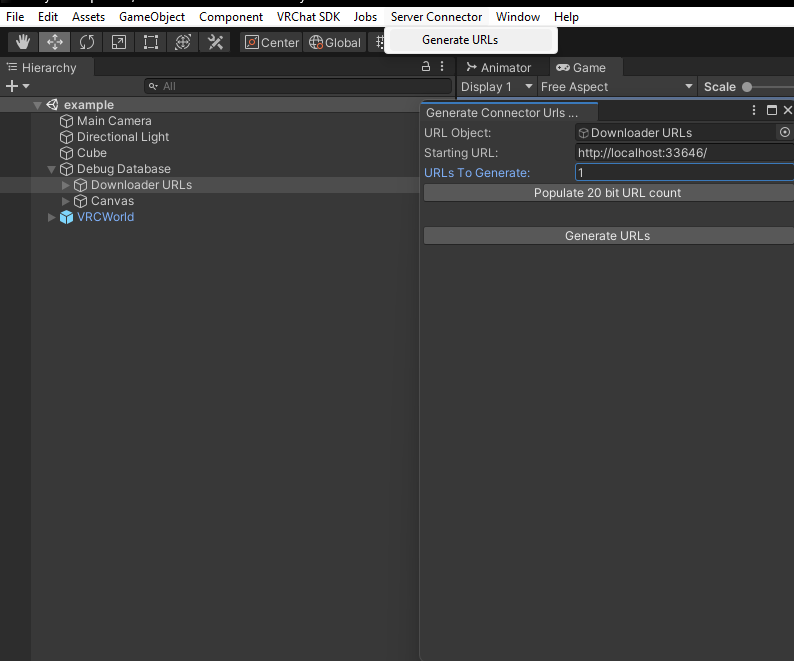 File Edit Assets GameObject Component VRChat SDK Jobs Server Connector Window Help
Generate URLs
Center Global
Hierarchy
All
Animator Game
Display 1 Free Aspect Scale
example
Main Camera
Directional Light
Cube
Debug Database
Downloader URLs
Canvas
VRCWorld
Generate Connector Urls ...
URL Object: Downloader URLs
Starting URL: http://localhost:33646/
URLs To Generate: 1
Populate 20 bit URL count
Generate URLs